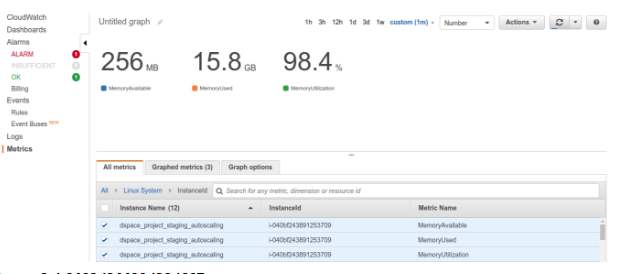 CloudWatch
Dashboards
Alarms
ALARM
INSUFFICIENT
OK
Billing
Events
Rules
Event Buses NEW
Logs
Metrics
Untitled graph
1h 3h 12h 1d 3d 1w custom (1m) Number Actions
256 MB 15.8 GB 98.4 %
MemoryAvailable MemoryUsed MemoryUtilization
All metrics Graphed metrics (3) Graph options
All > Linux System > InstanceId Search for any metric, dimension or resource id
Instance Name (12) InstanceId Metric Name
dspace_project_staging_autoscaling i-040bf243891253709 MemoryAvailable
dspace_project_staging_autoscaling i-040bf243891253709 MemoryUsed
dspace_project_staging_autoscaling i-040bf243891253709 MemoryUtilization